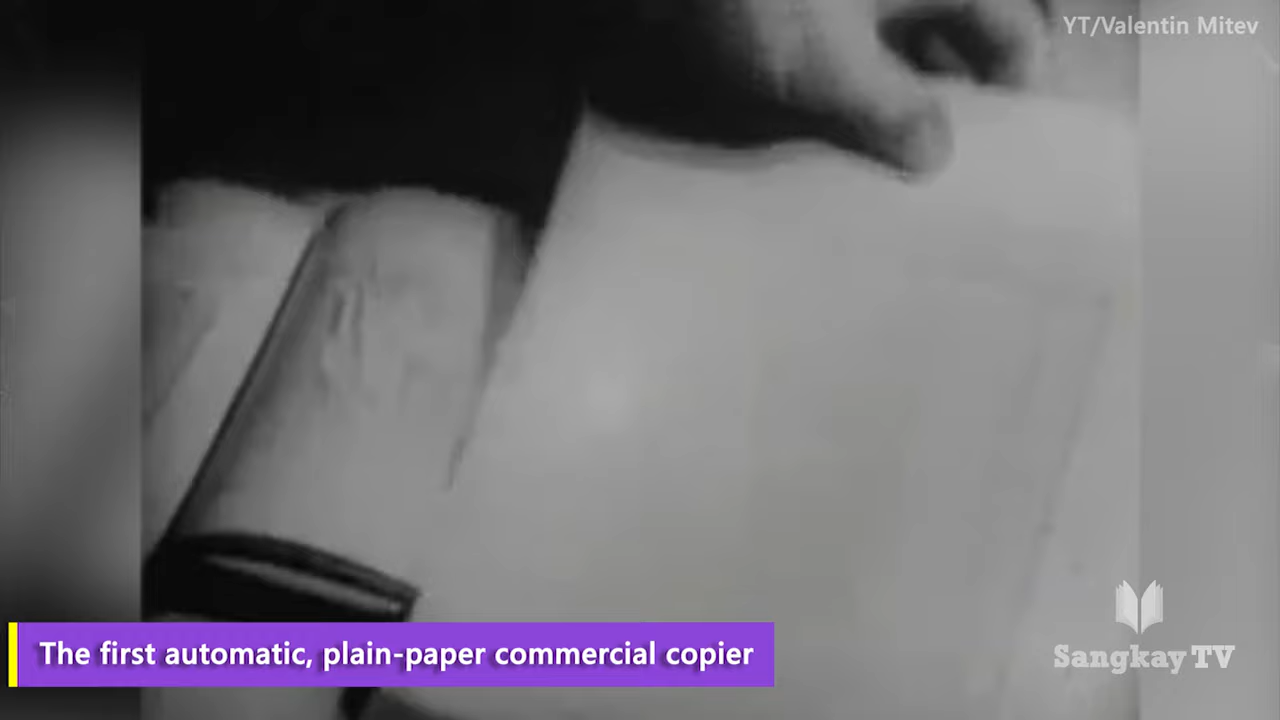 YT/Valentin Mitev
The first automatic, plain-paper commercial copier
Sangkay TV